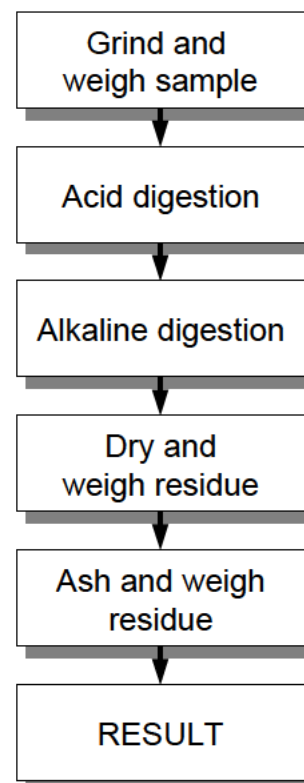 Grind and
weigh sample
Acid digestion
Alkaline digestion
Dry and
weigh residue
Ash and weigh
residue
RESULT